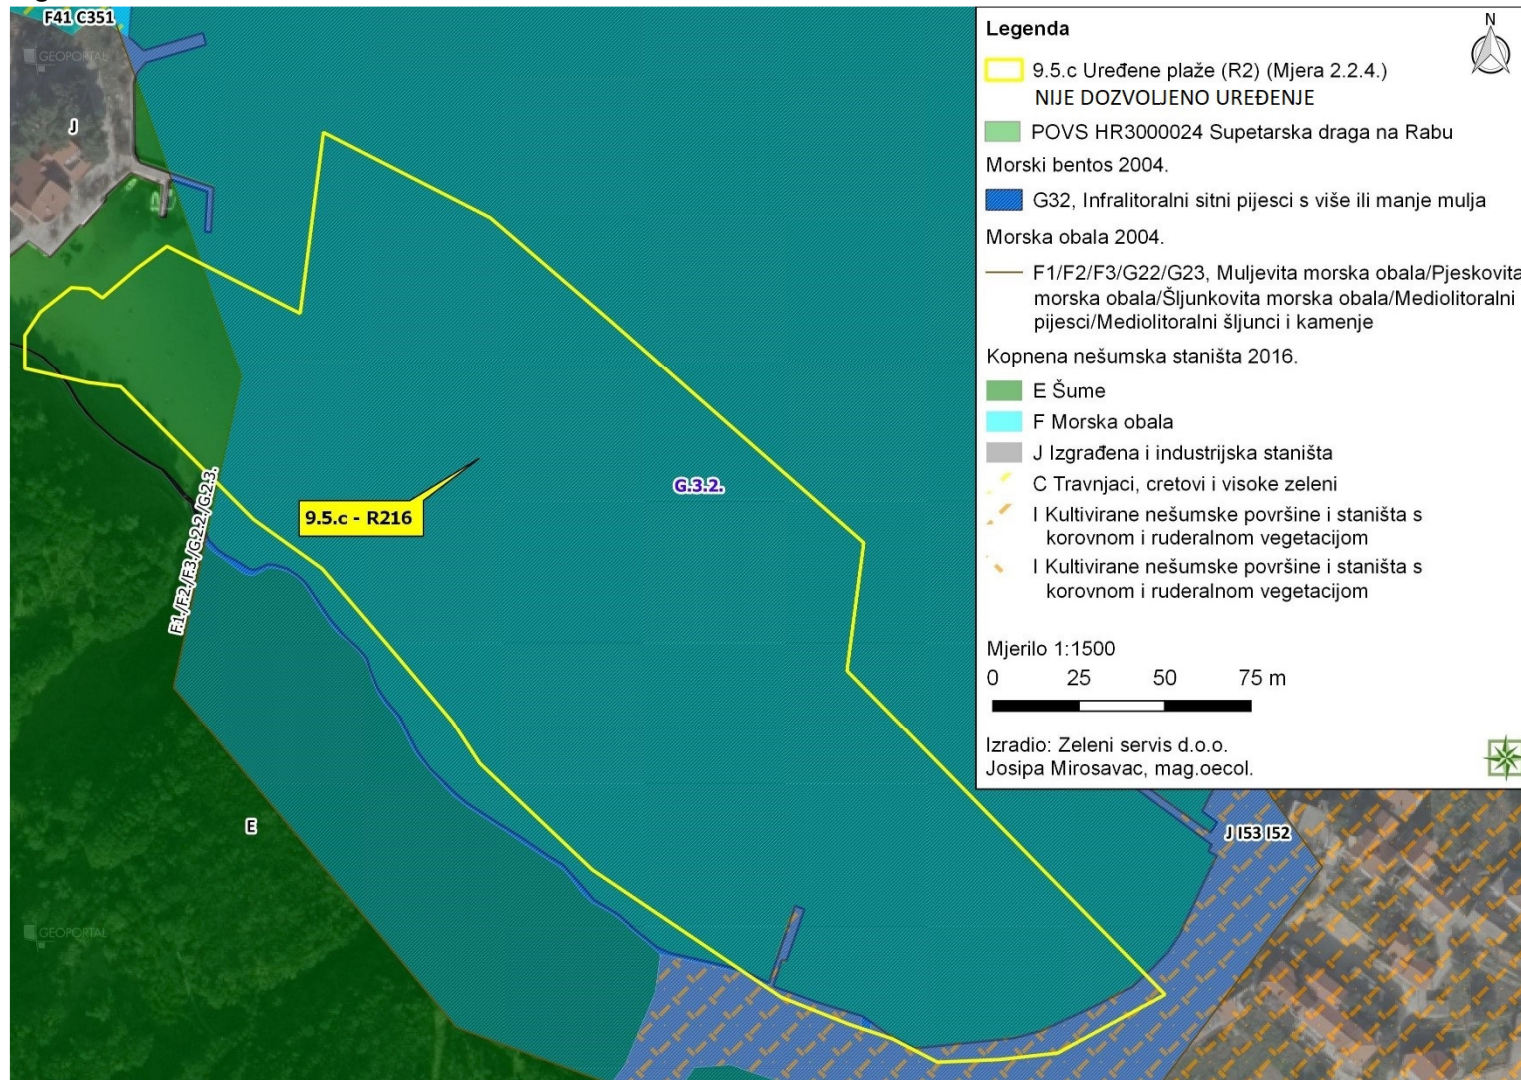 F41 C351
GEOPORTAL
J
9.5.c - R216
G.3.2.
F.1./F.2./F.3./G.2.2./G.2.3.
E
J I53 I52
GEOPORTAL
Legenda
N
9.5.c Uređene plaže (R2) (Mjera 2.2.4.)
NIJE DOZVOLJENO UREĐENJE
POVS HR3000024 Supetarska draga na Rabu
Morski bentos 2004.
G32, Infralitoralni sitni pijesci s više ili manje mulja
Morska obala 2004.
F1/F2/F3/G22/G23, Muljevita morska obala/Pjeskovita
morska obala/Šljunkovita morska obala/Mediolitoralni
pijesci/Mediolitoralni šljunci i kamenje
Kopnena nešumska staništa 2016.
E Šume
F Morska obala
J Izgrađena i industrijska staništa
C Travnjaci, cretovi i visoke zeleni
I Kultivirane nešumske površine i staništa s
korovnom i ruderalnom vegetacijom
I Kultivirane nešumske površine i staništa s
korovnom i ruderalnom vegetacijom
Mjerilo 1:1500
0 25 50 75 m
Izradio: Zeleni servis d.o.o.
Josipa Mirosavac, mag.oecol.